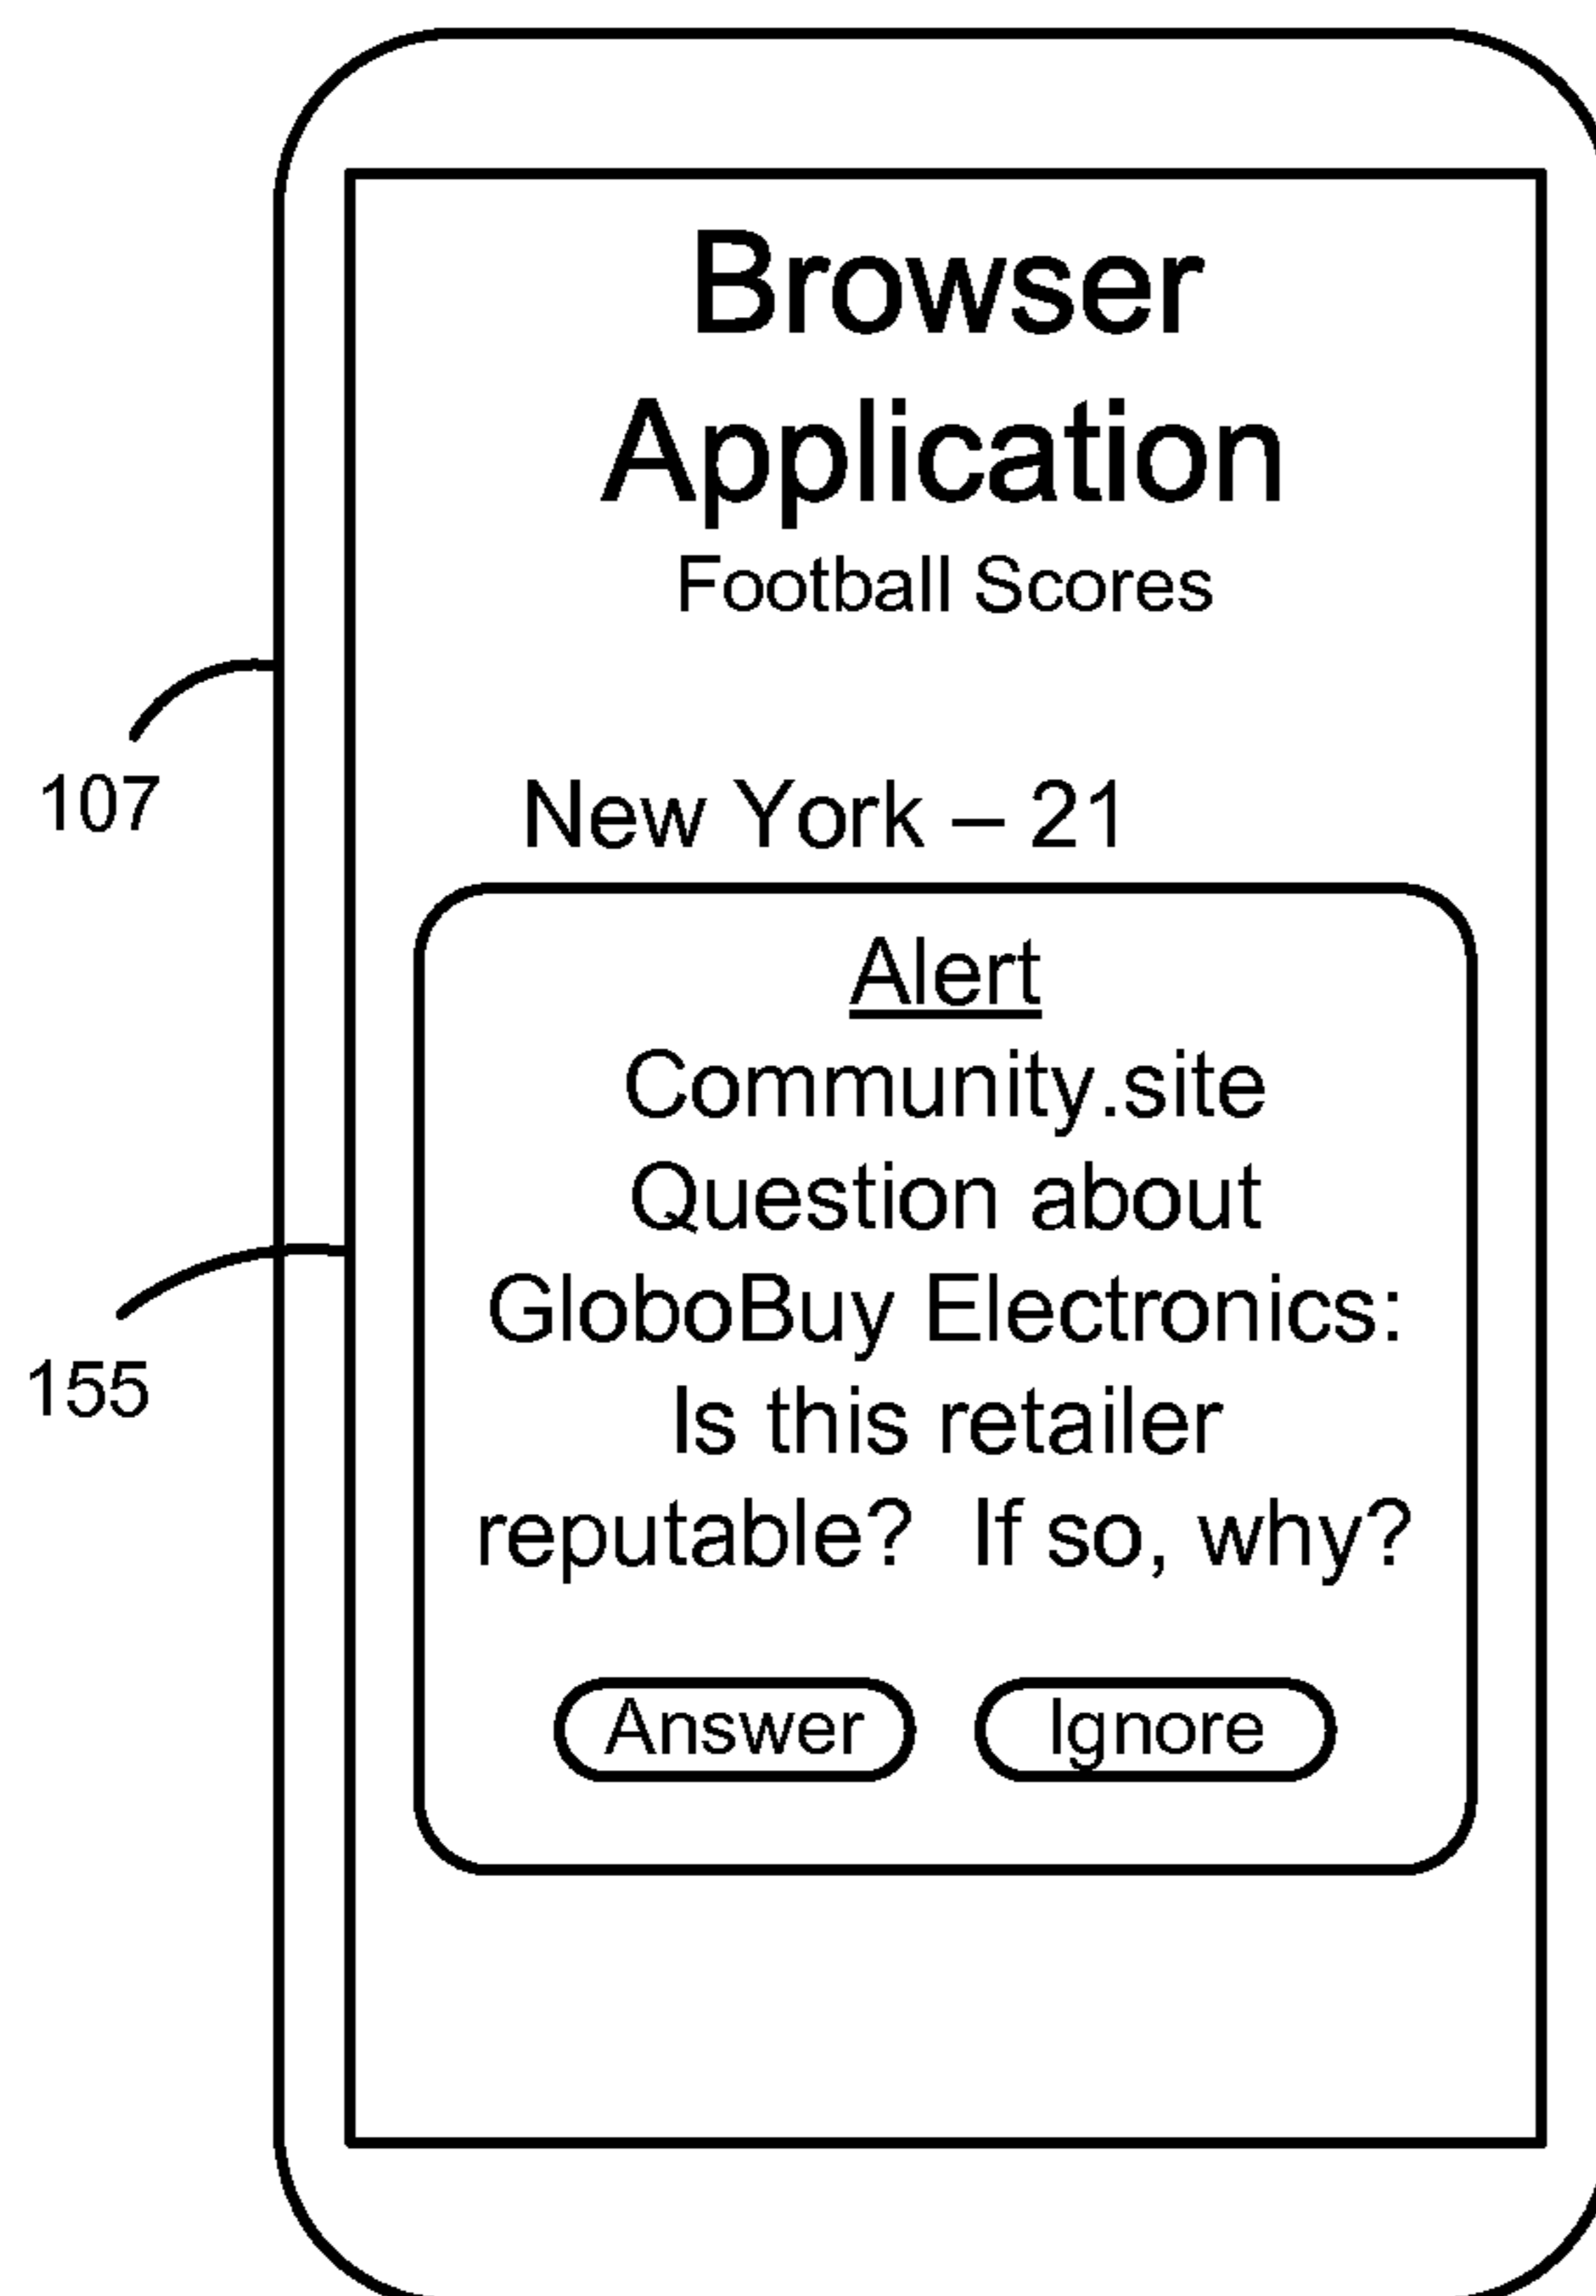 Browser
Application
Football Scores
107
New York – 21
Alert
Community.site
Question about
GloboBuy Electronics:
155
Is this retailer
reputable?  If so, why?
Answer
Ignore